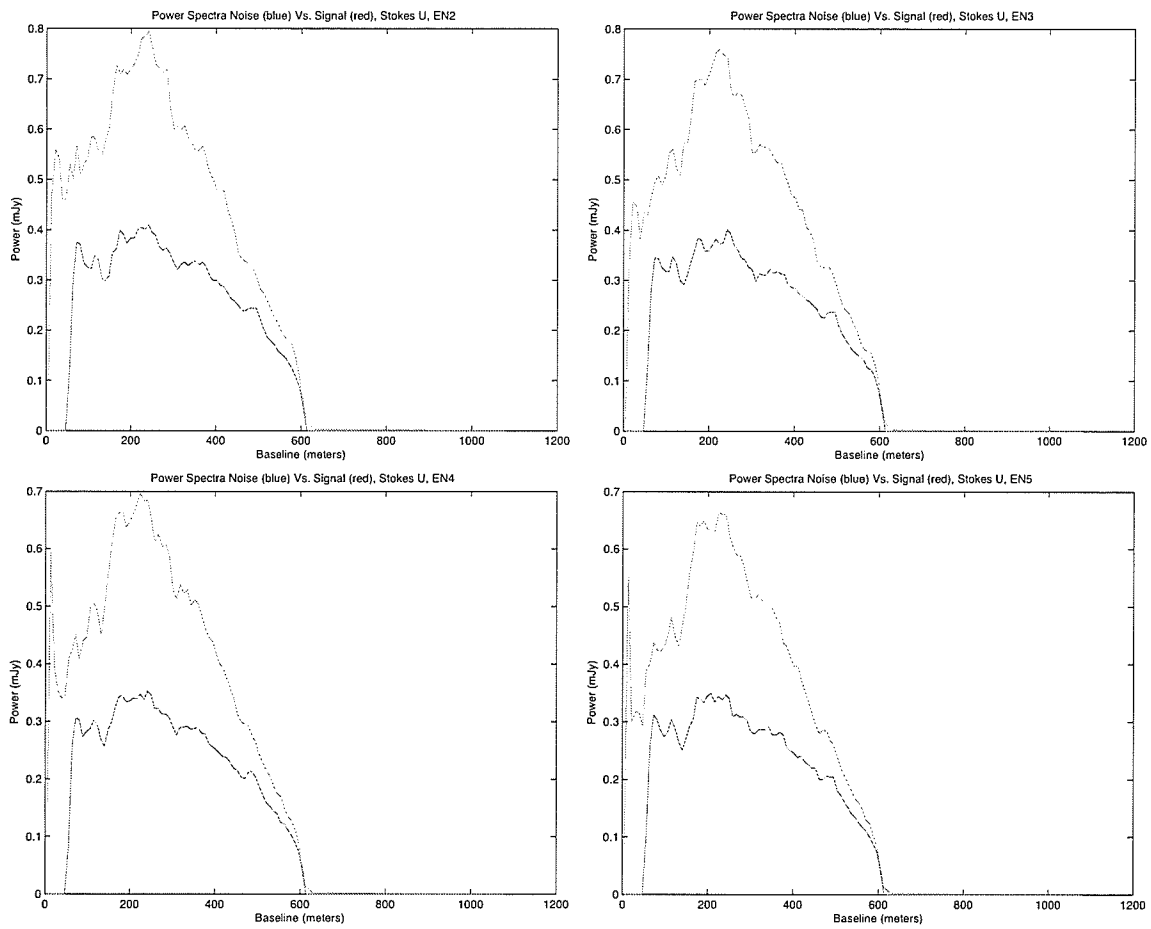 Power Spectra Noise (blue) Vs. Signal (red), Stokes U, EN2
0.8
0.7
0.6
0.5
0.4
0.3
0.2
0.1
0
Power (mJy)
0 200 400 600 800 1000 1200
Baseline (meters)
Power Spectra Noise (blue) Vs. Signal (red), Stokes U, EN3
0.8
0.7
0.6
0.5
0.4
0.3
0.2
0.1
0
Power (mJy)
0 200 400 600 800 1000 1200
Baseline (meters)
Power Spectra Noise (blue) Vs. Signal (red), Stokes U, EN4
0.7
0.6
0.5
0.4
0.3
0.2
0.1
0
Power (mJy)
0 200 400 600 800 1000 1200
Baseline (meters)
Power Spectra Noise (blue) Vs. Signal (red), Stokes U, EN5
0.7
0.6
0.5
0.4
0.3
0.2
0.1
0
Power (mJy)
0 200 400 600 800 1000 1200
Baseline (meters)